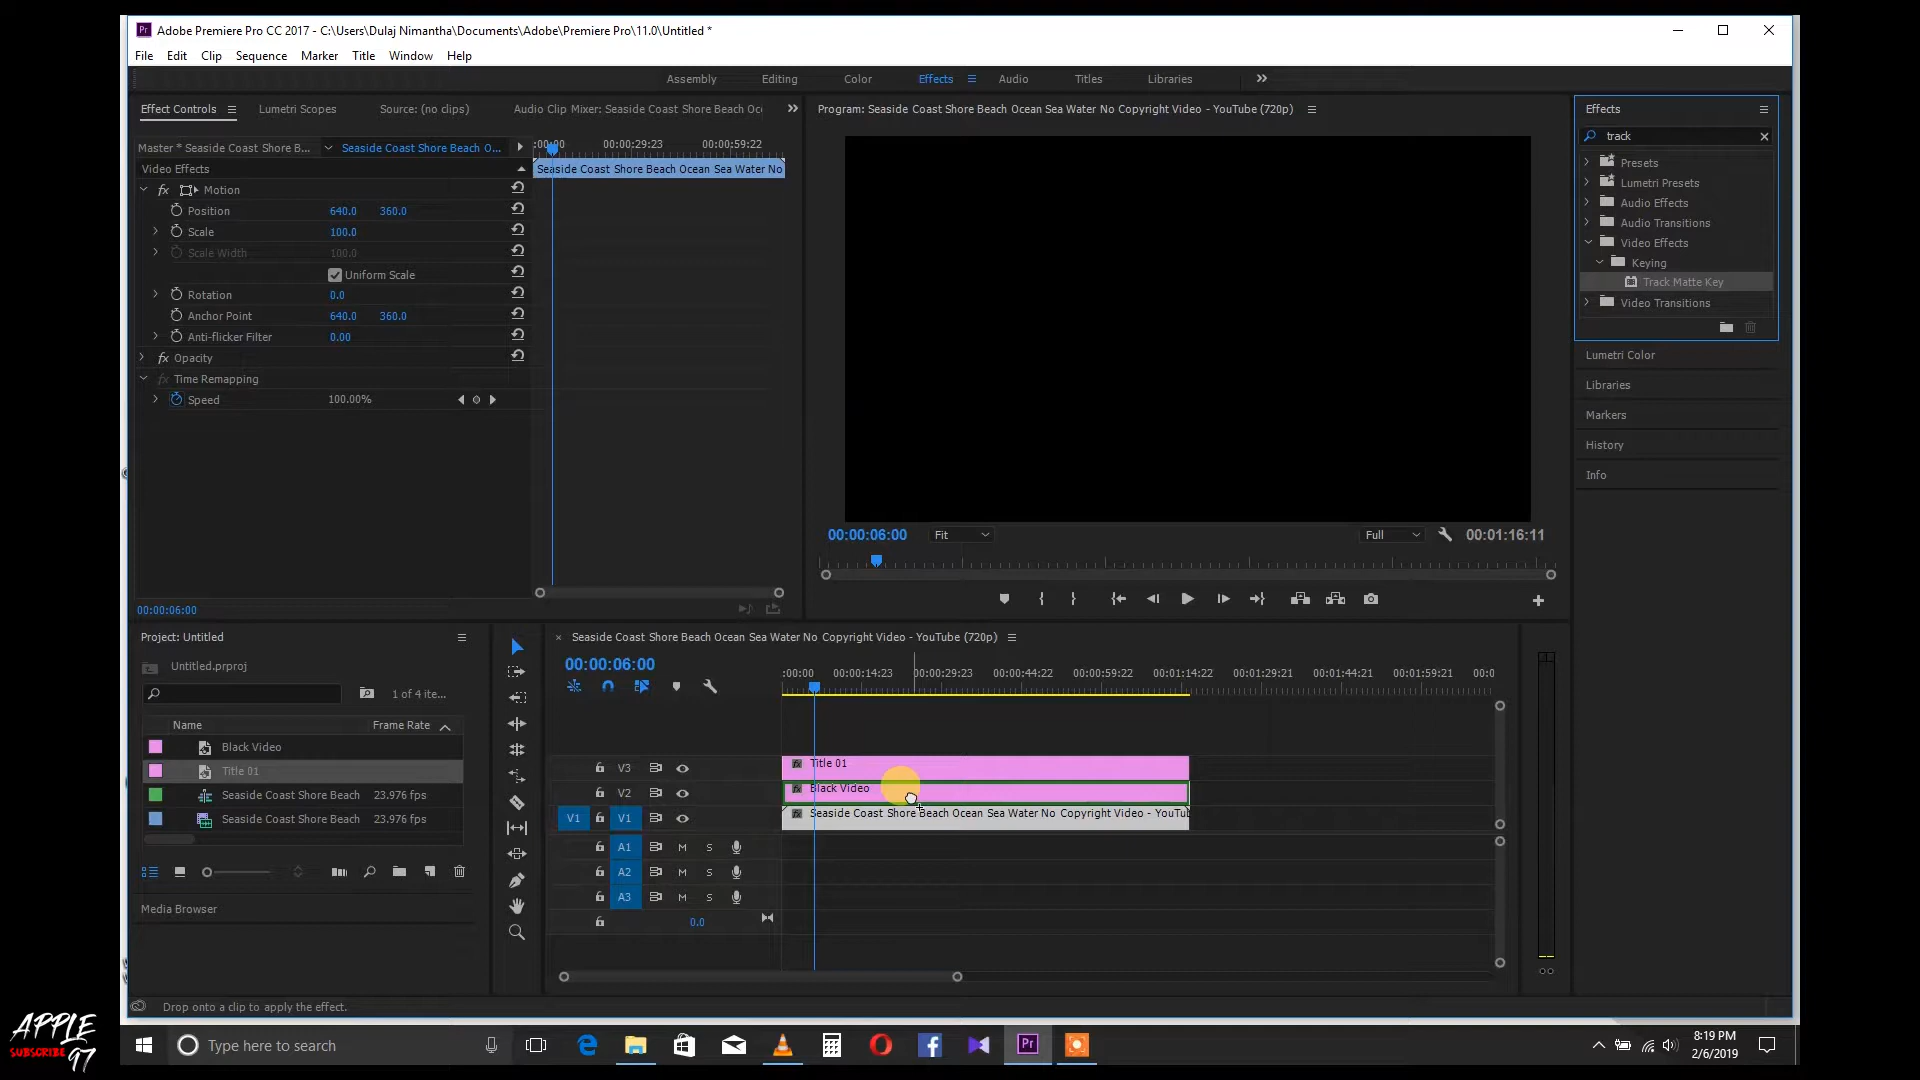 Adobe Premiere Pro CC 2017 - C:\Users\Dulaj Nimantha\Documents\Adobe\Premiere Pro\11.0\Untitled *
File Edit Clip Sequence Marker Title Window Help
Assembly Editing Color Effects Audio Titles Libraries
Effect Controls Lumetri Scopes Source: (no clips) Audio Clip Mixer: Seaside Coast Shore Beach Oc
Master * Seaside Coast Shore B... Seaside Coast Shore Beach O...
:00:00 00:00:29:23 00:00:59:22
Video Effects
Seaside Coast Shore Beach Ocean Sea Water No
fx Motion
Position 640.0 360.0
Scale 100.0
Scale Width 100.0
Uniform Scale
Rotation 0.0
Anchor Point 640.0 360.0
Anti-flicker Filter 0.00
fx Opacity
fx Time Remapping
Speed 100.00%
00:00:06:00
Program: Seaside Coast Shore Beach Ocean Sea Water No Copyright Video - YouTube (720p)
00:00:06:00 Fit Full 00:01:16:11
Effects
track
Presets
Lumetri Presets
Audio Effects
Audio Transitions
Video Effects
Keying
Track Matte Key
Video Transitions
Lumetri Color
Libraries
Markers
History
Info
Project: Untitled
Untitled.prproj
1 of 4 ite...
Name Frame Rate
Black Video
Title 01
Seaside Coast Shore Beach 23.976 fps
Seaside Coast Shore Beach 23.976 fps
Media Browser
× Seaside Coast Shore Beach Ocean Sea Water No Copyright Video - YouTube (720p)
00:00:06:00
:00:00 00:00:14:23 00:00:29:23 00:00:44:22 00:00:59:22 00:01:14:22 00:01:29:21 00:01:44:21 00:01:59:21 00:0
V3 fx Title 01
V2 fx Black Video
V1 V1 fx Seaside Coast Shore Beach Ocean Sea Water No Copyright Video - YouTub
A1 M S
A2 M S
A3 M S
0.0
Drop onto a clip to apply the effect.
APPLE
SUBSCRIBE
97
Type here to search
Pr
8:19 PM
2/6/2019